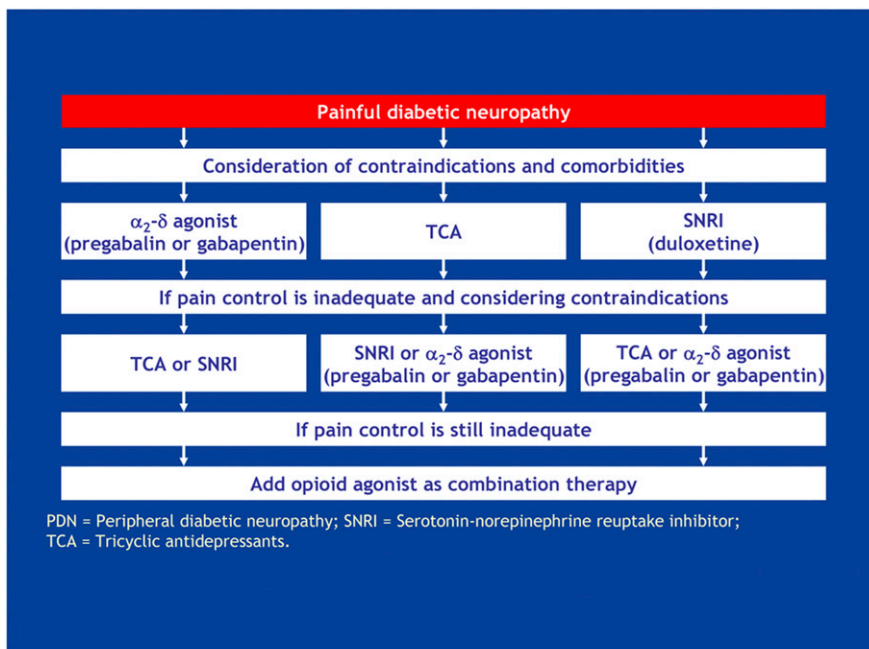 Painful diabetic neuropathy
Consideration of contraindications and comorbidities
α₂-δ agonist
(pregabalin or gabapentin)
TCA
SNRI
(duloxetine)
If pain control is inadequate and considering contraindications
TCA or SNRI
SNRI or α₂-δ agonist
(pregabalin or gabapentin)
TCA or α₂-δ agonist
(pregabalin or gabapentin)
If pain control is still inadequate
Add opioid agonist as combination therapy
PDN = Peripheral diabetic neuropathy; SNRI = Serotonin-norepinephrine reuptake inhibitor;
TCA = Tricyclic antidepressants.